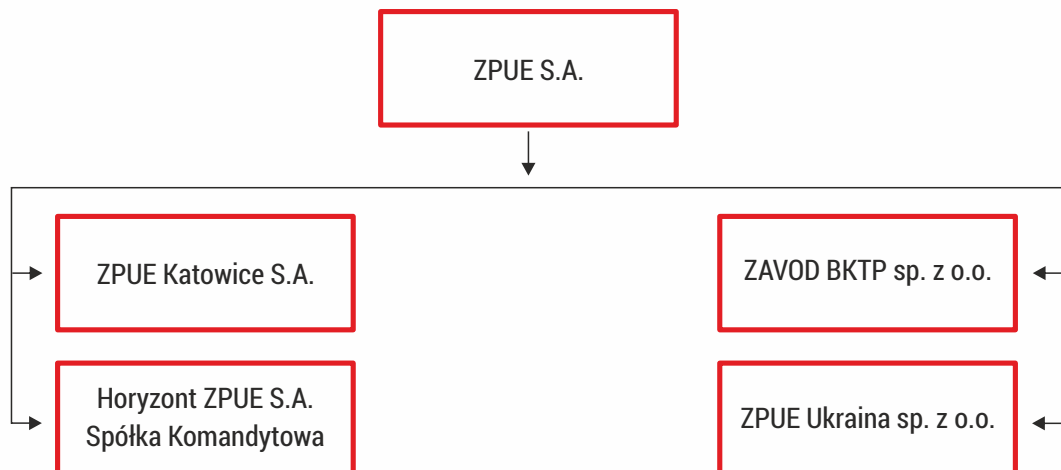 ZPUE S.A.
ZPUE Katowice S.A.
ZAVOD BKTP sp. z o.o.
Horyzont ZPUE S.A.
Spółka Komandytowa
ZPUE Ukraina sp. z o.o.